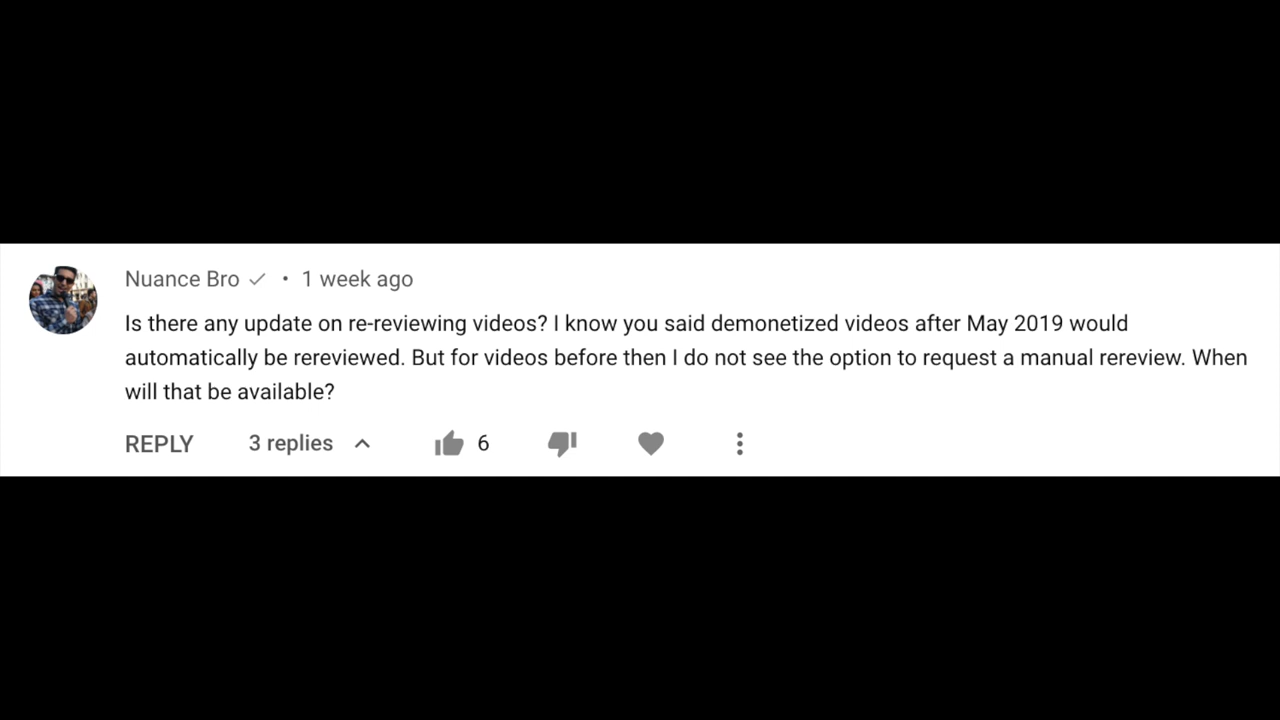 Nuance Bro ✓ • 1 week ago
Is there any update on re-reviewing videos? I know you said demonetized videos after May 2019 would
automatically be rereviewed. But for videos before then I do not see the option to request a manual rereview. When
will that be available?
REPLY 3 replies 6